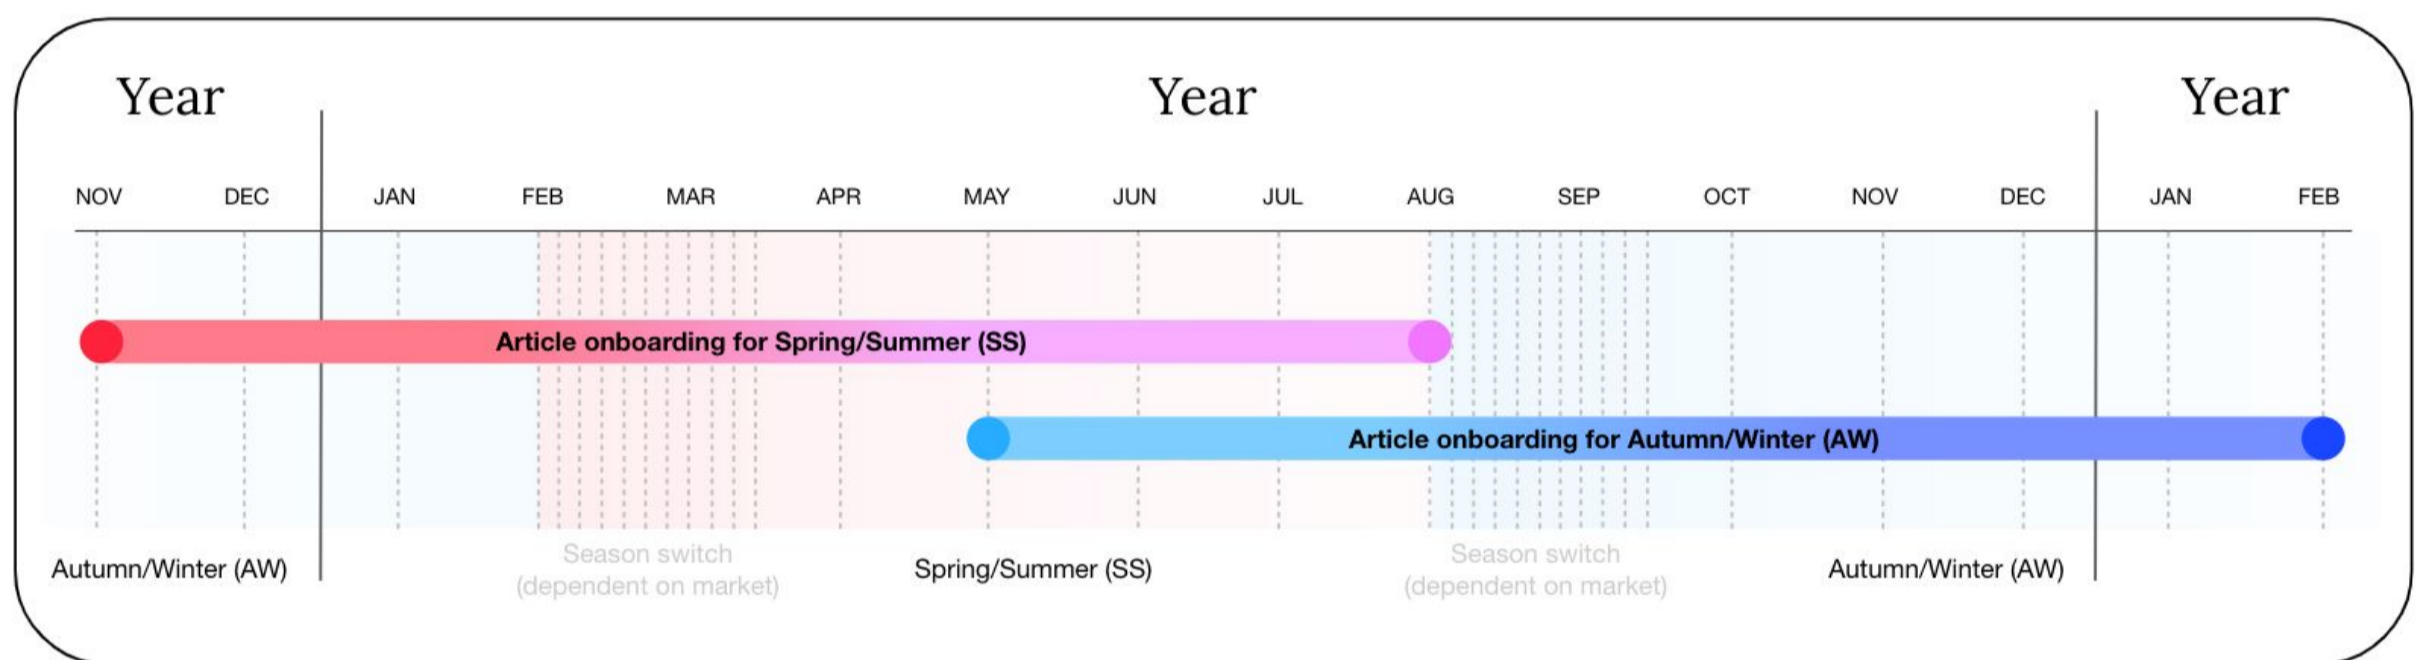 Year Year Year
NOV DEC JAN FEB MAR APR MAY JUN JUL AUG SEP OCT NOV DEC JAN FEB
Article onboarding for Spring/Summer (SS)
Article onboarding for Autumn/Winter (AW)
Autumn/Winter (AW)
Season switch
(dependent on market)
Spring/Summer (SS)
Season switch
(dependent on market)
Autumn/Winter (AW)